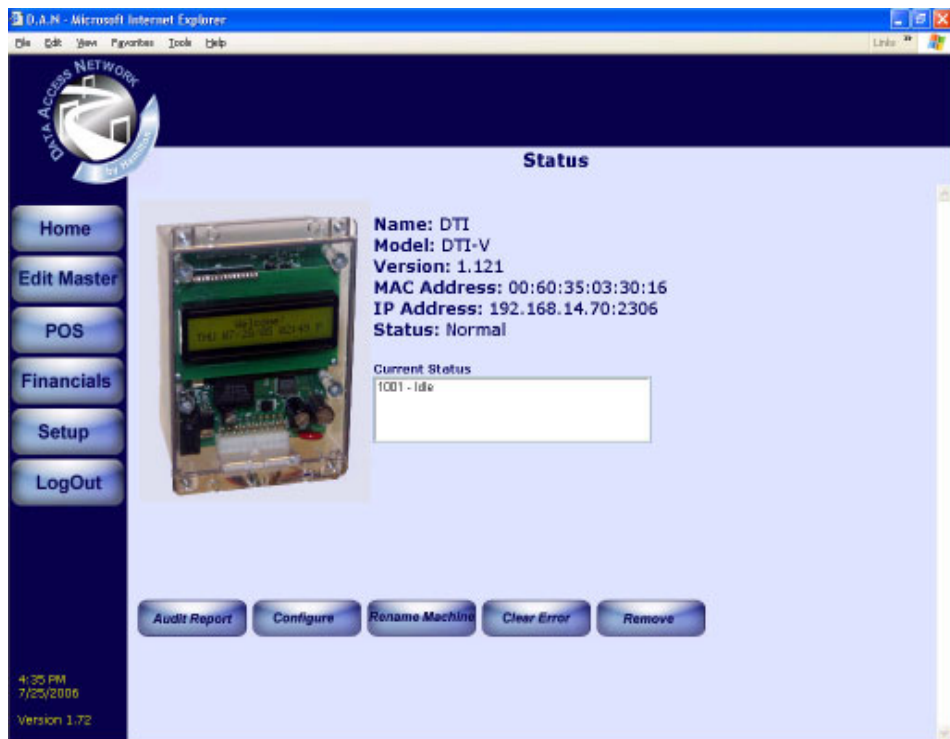 D.A.N - Microsoft Internet Explorer
File Edit View Favorites Tools Help
Links »
DATA ACCESS NETWORK
by Hamilton
Status
Home
Edit Master
POS
Financials
Setup
LogOut
Name: DTI
Model: DTI-V
Version: 1.121
MAC Address: 00:60:35:03:30:16
IP Address: 192.168.14.70:2306
Status: Normal
Current Status
1001 - Idle
Welcome!
Audit Report Configure Rename Machine Clear Error Remove
4:35 PM
7/25/2006
Version 1.72